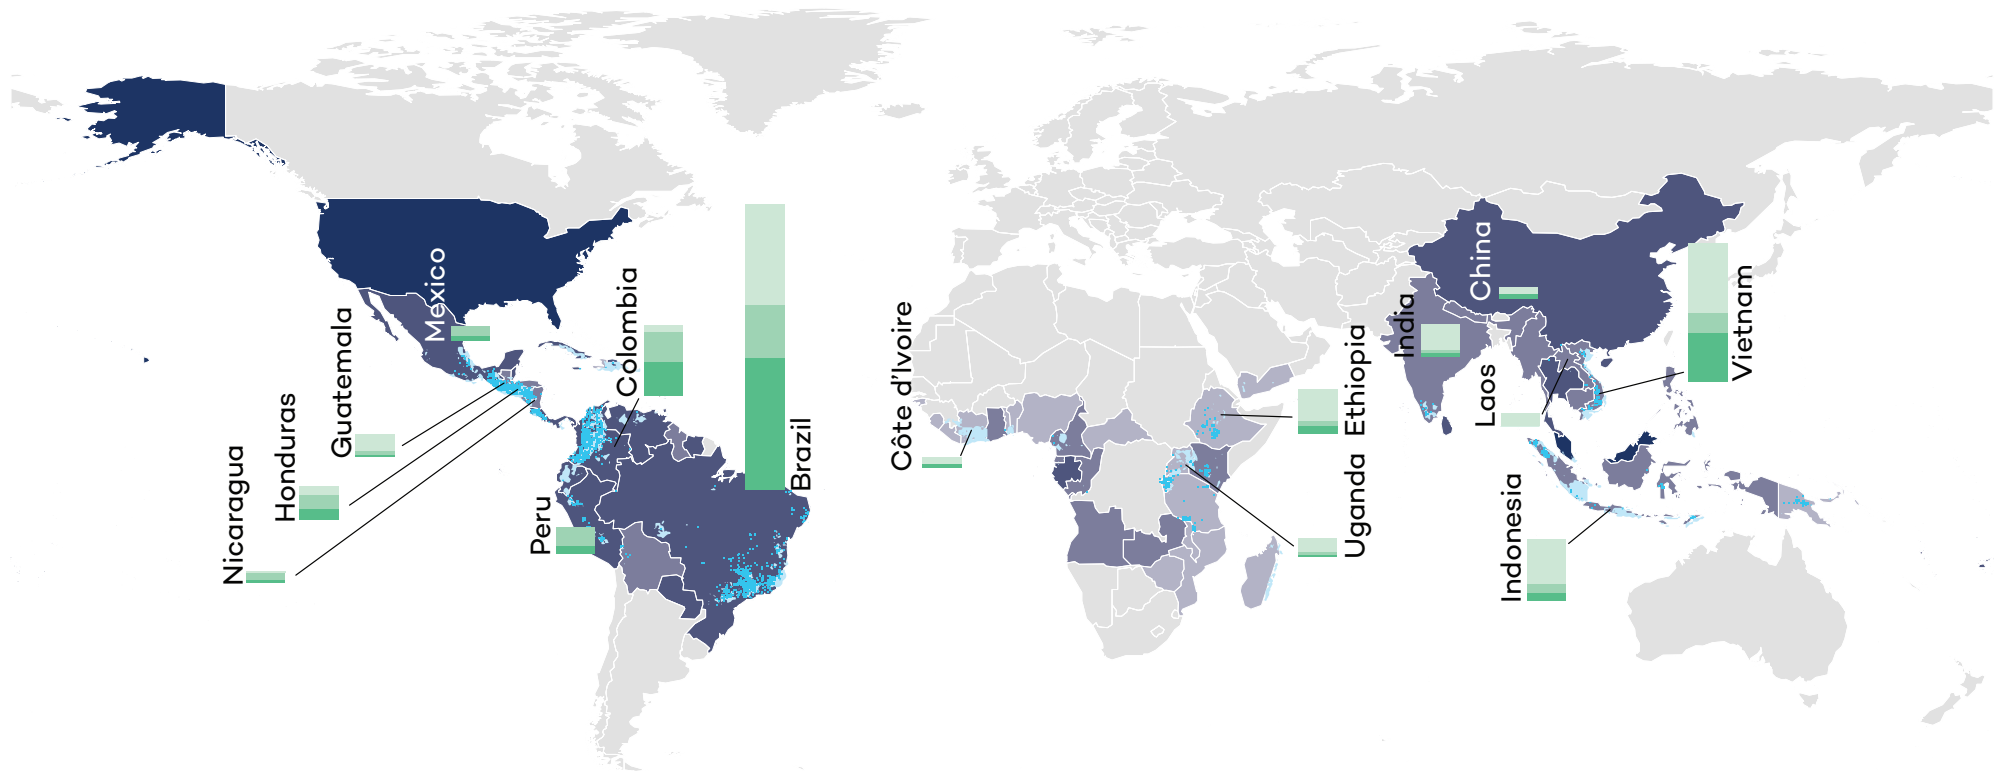 Nicaragua
Honduras
Guatemala
Mexico
Peru
Colombia
Brazil
Côte d'Ivoire
Ethiopia
Uganda
India
China
Laos
Indonesia
Vietnam